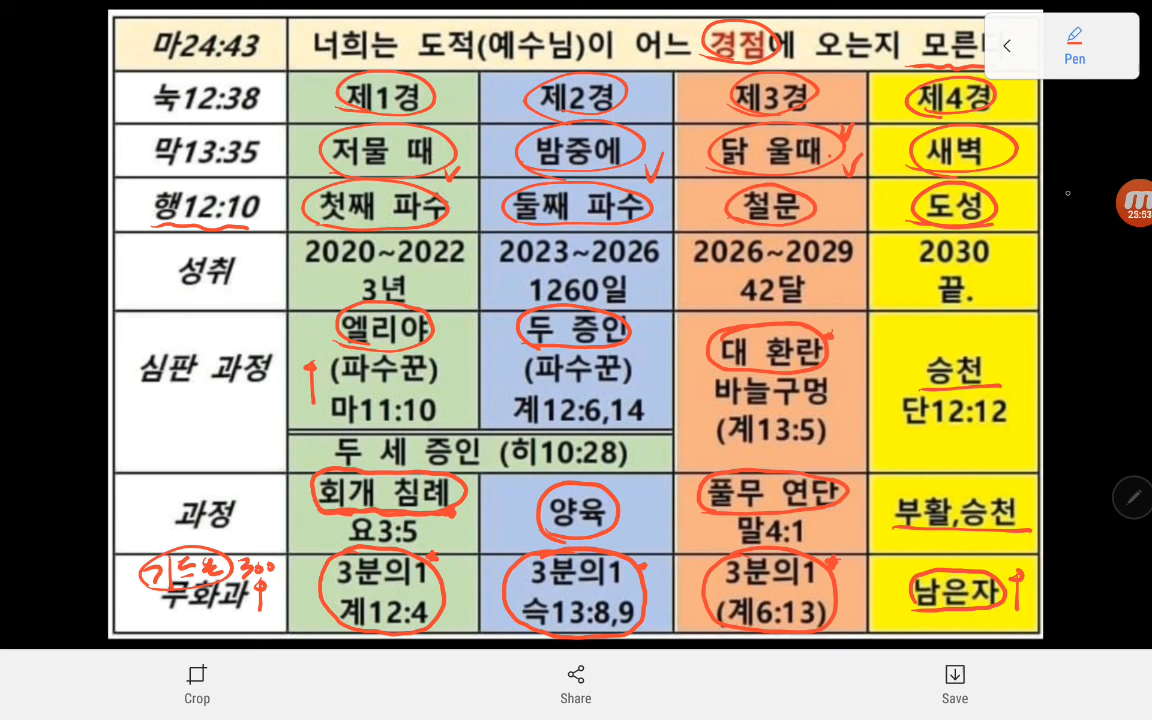 마24:43 너희는 도적(예수님)이 어느 경점에 오는지 모른다
눅12:38 제1경 제2경 제3경 제4경
막13:35 저물 때 밤중에 닭 울때. 새벽
행12:10 첫째 파수 둘째 파수 철문 도성
성취
2020~2022
3년
2023~2026
1260일
2026~2029
42달
2030
끝.
심판 과정
엘리야
(파수꾼)
마11:10
두 증인
(파수꾼)
계12:6,14
두 세 증인 (히10:28)
대 환란
바늘구멍
(계13:5)
승천
단12:12
과정
회개 침례
요3:5
양육
풀무 연단
말4:1
부활,승천
기드온 300
무화과
3분의1
계12:4
3분의1
슥13:8,9
3분의1
(계6:13)
남은자
Pen
25:53
Crop
Share
Save